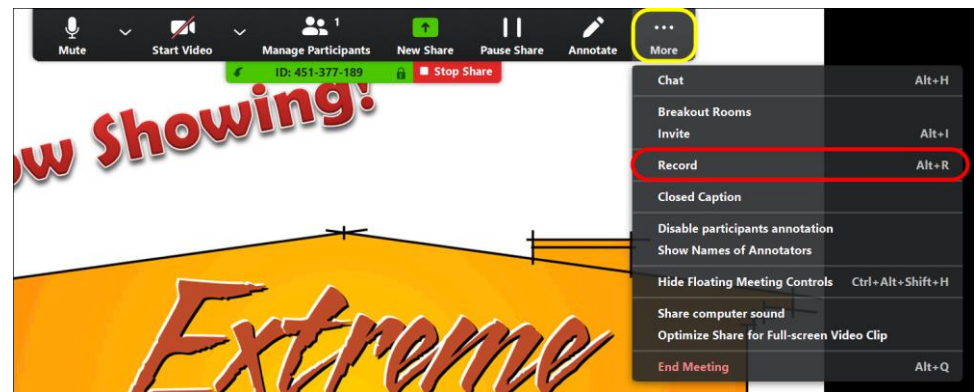 1
Mute Start Video Manage Participants New Share Pause Share Annotate More
ID: 451-377-189 Stop Share
ow Showing!
Extreme
Chat Alt+H
Breakout Rooms
Invite Alt+I
Record Alt+R
Closed Caption
Disable participants annotation
Show Names of Annotators
Hide Floating Meeting Controls Ctrl+Alt+Shift+H
Share computer sound
Optimize Share for Full-screen Video Clip
End Meeting Alt+Q